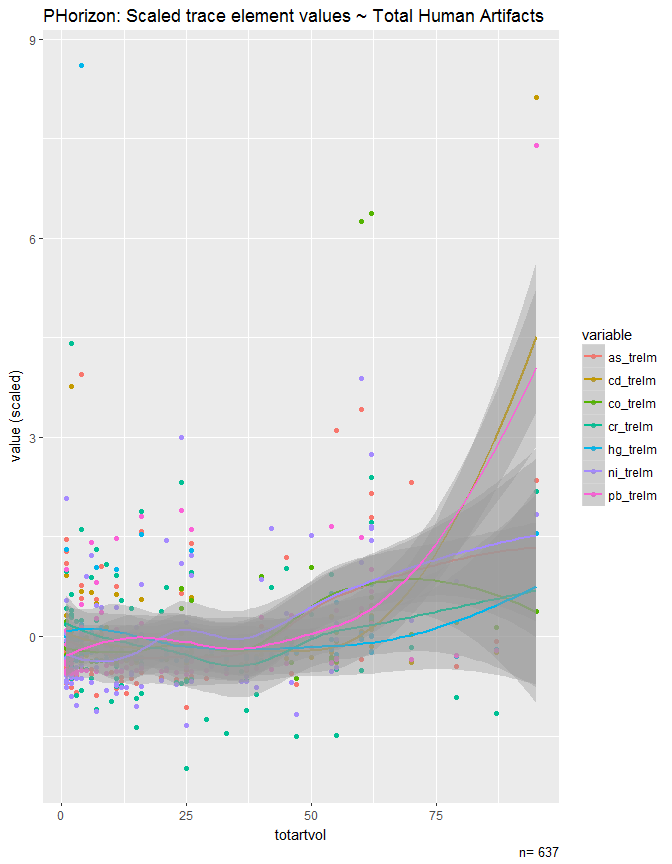 PHorizon: Scaled trace element values ~ Total Human Artifacts
9
6
3
0
value (scaled)
0
25
50
75
totartvol
n= 637
variable
as_trelm
cd_trelm
co_trelm
cr_trelm
hg_trelm
ni_trelm
pb_trelm